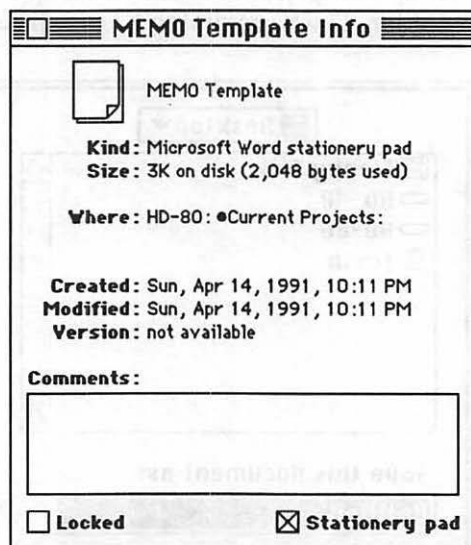 MEMO Template Info
MEMO Template
Kind: Microsoft Word stationery pad
Size: 3K on disk (2,048 bytes used)
Where: HD-80: ●Current Projects:
Created: Sun, Apr 14, 1991, 10:11 PM
Modified: Sun, Apr 14, 1991, 10:11 PM
Version: not available
Comments:
Locked
Stationery pad